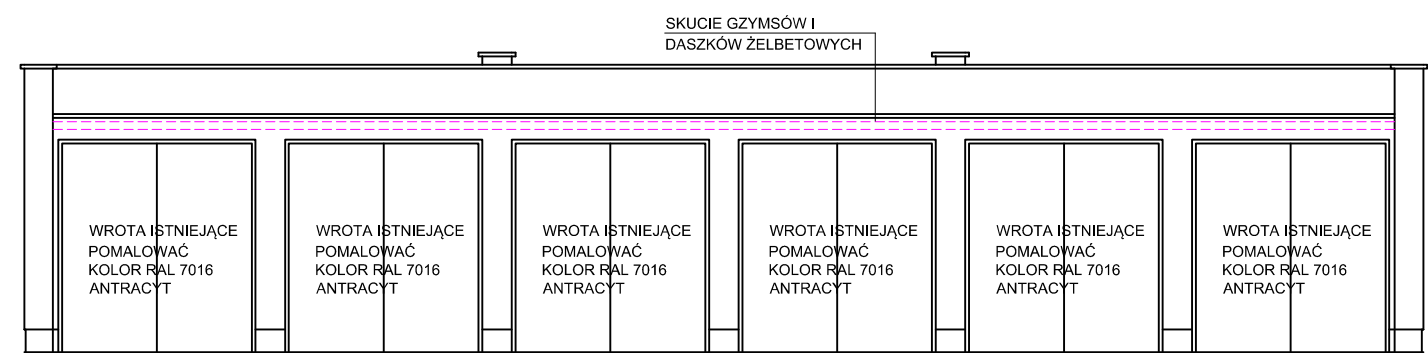 SKUCIE GZYMSÓW I
DASZKÓW ŻELBETOWYCH
WROTA ISTNIEJĄCE
POMALOWAĆ
KOLOR RAL 7016
ANTRACYT
WROTA ISTNIEJĄCE
POMALOWAĆ
KOLOR RAL 7016
ANTRACYT
WROTA ISTNIEJĄCE
POMALOWAĆ
KOLOR RAL 7016
ANTRACYT
WROTA ISTNIEJĄCE
POMALOWAĆ
KOLOR RAL 7016
ANTRACYT
WROTA ISTNIEJĄCE
POMALOWAĆ
KOLOR RAL 7016
ANTRACYT
WROTA ISTNIEJĄCE
POMALOWAĆ
KOLOR RAL 7016
ANTRACYT